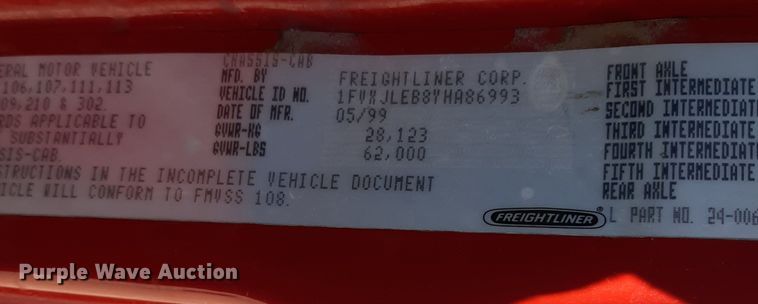 CHASSIS-CAB
ERAL MOTOR VEHICLE
106,107,111,113
09,210 & 302.
RDS APPLICABLE TO
SUBSTANTIALLY
SIS-CAB.
MFD. BY FREIGHTLINER CORP.
VEHICLE ID NO. 1FVXJLEB8YHA86993
DATE OF MFR. 05/99
GVWR-KG 28,123
GVWR-LBS 62,000
STRUCTIONS IN THE INCOMPLETE VEHICLE DOCUMENT
ICLE WILL CONFORM TO FMVSS 108.
FRONT AXLE
FIRST INTERMEDIATE
SECOND INTERMEDIAT
THIRD INTERMEDIATE
FOURTH INTERMEDIAT
FIFTH INTERMEDIATE
REAR AXLE
FREIGHTLINER
L PART NO. 24-006
Purple Wave Auction